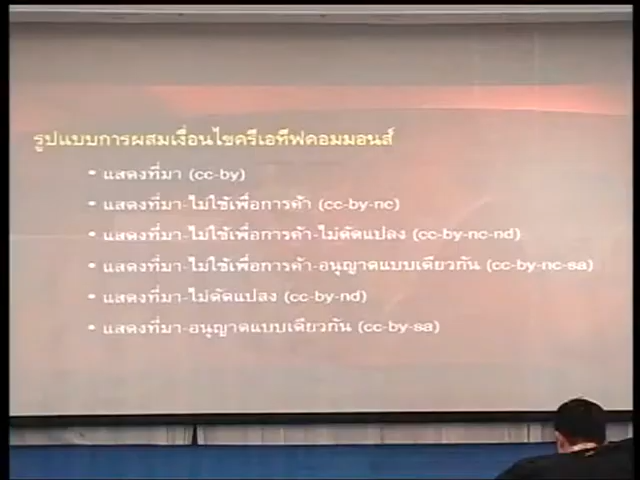 รูปแบบการผสมเงื่อนไขครีเอทีฟคอมมอนส์
• แสดงที่มา (cc-by)
• แสดงที่มา-ไม่ใช้เพื่อการค้า (cc-by-nc)
• แสดงที่มา-ไม่ใช้เพื่อการค้า-ไม่ดัดแปลง (cc-by-nc-nd)
• แสดงที่มา-ไม่ใช้เพื่อการค้า-อนุญาตแบบเดียวกัน (cc-by-nc-sa)
• แสดงที่มา-ไม่ดัดแปลง (cc-by-nd)
• แสดงที่มา-อนุญาตแบบเดียวกัน (cc-by-sa)